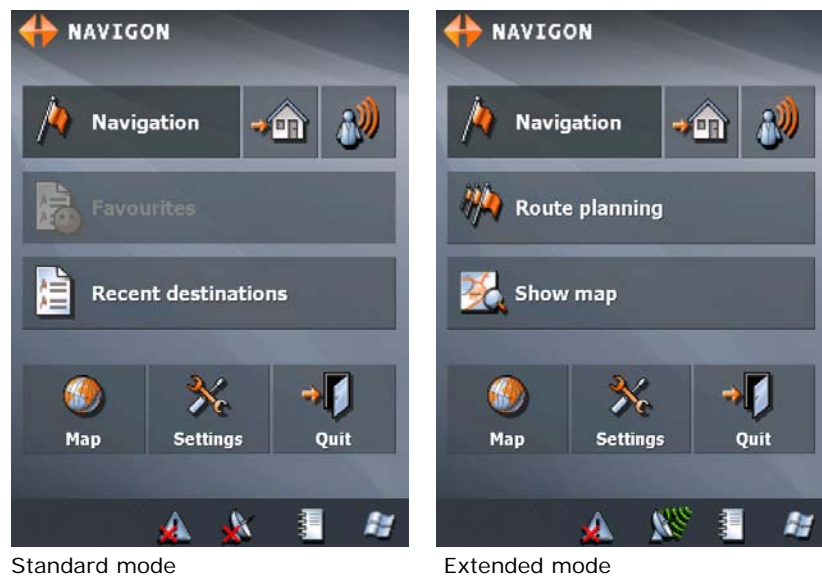 NAVIGON
Navigation
Favourites
Recent destinations
Map Settings Quit
Standard mode
NAVIGON
Navigation
Route planning
Show map
Map Settings Quit
Extended mode